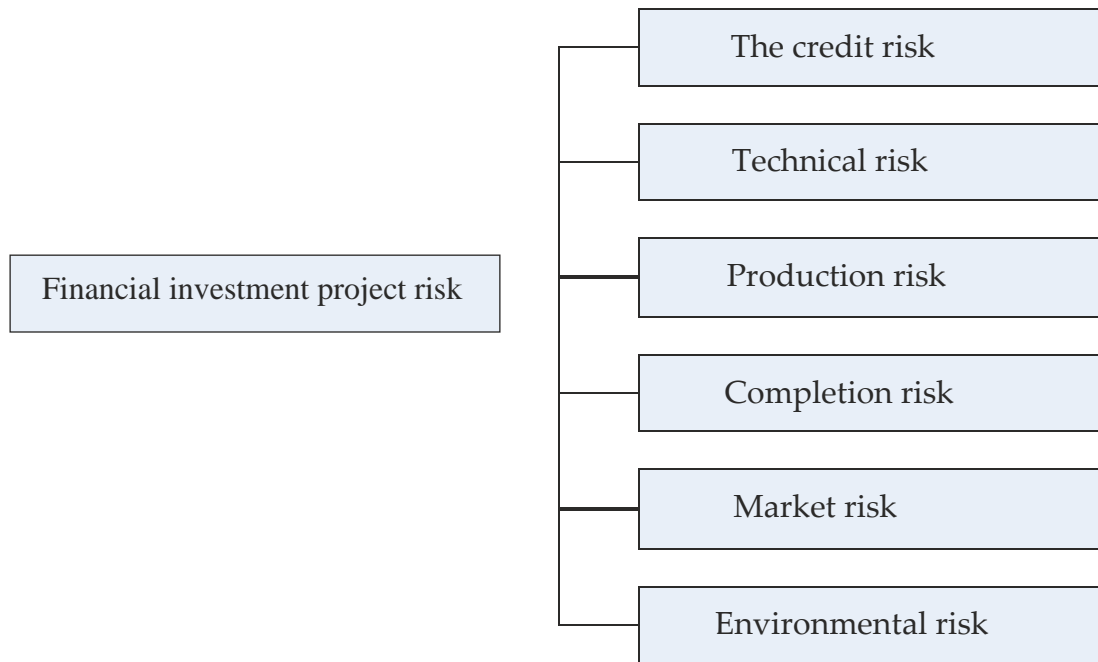 The credit risk
Technical risk
Financial investment project risk
Production risk
Completion risk
Market risk
Environmental risk